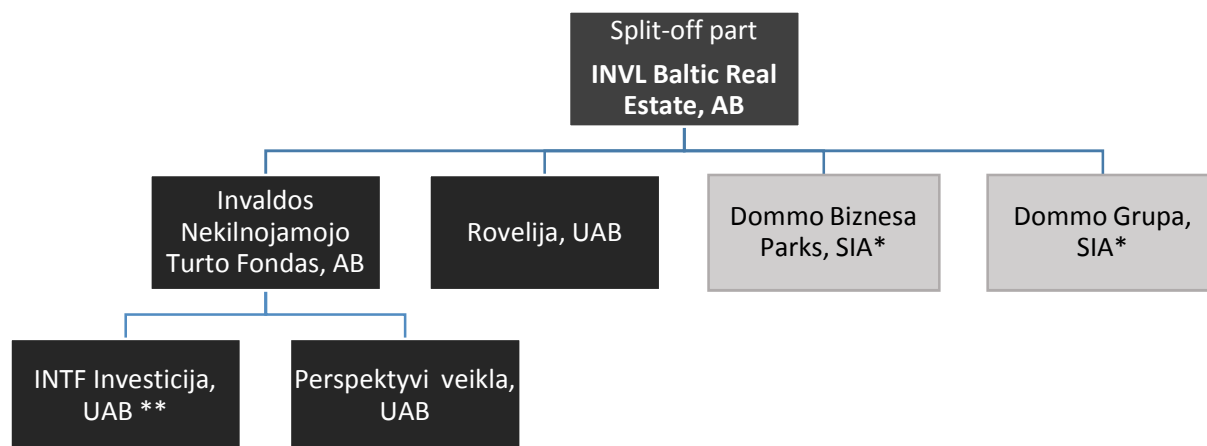 Split-off part
INVL Baltic Real
Estate, AB
Invaldos
Nekilnojamojo
Turto Fondas, AB
Rovelija, UAB
Dommo Biznesa
Parks, SIA*
Dommo Grupa,
SIA*
INTF Investicija,
UAB **
Perspektyvi veikla,
UAB